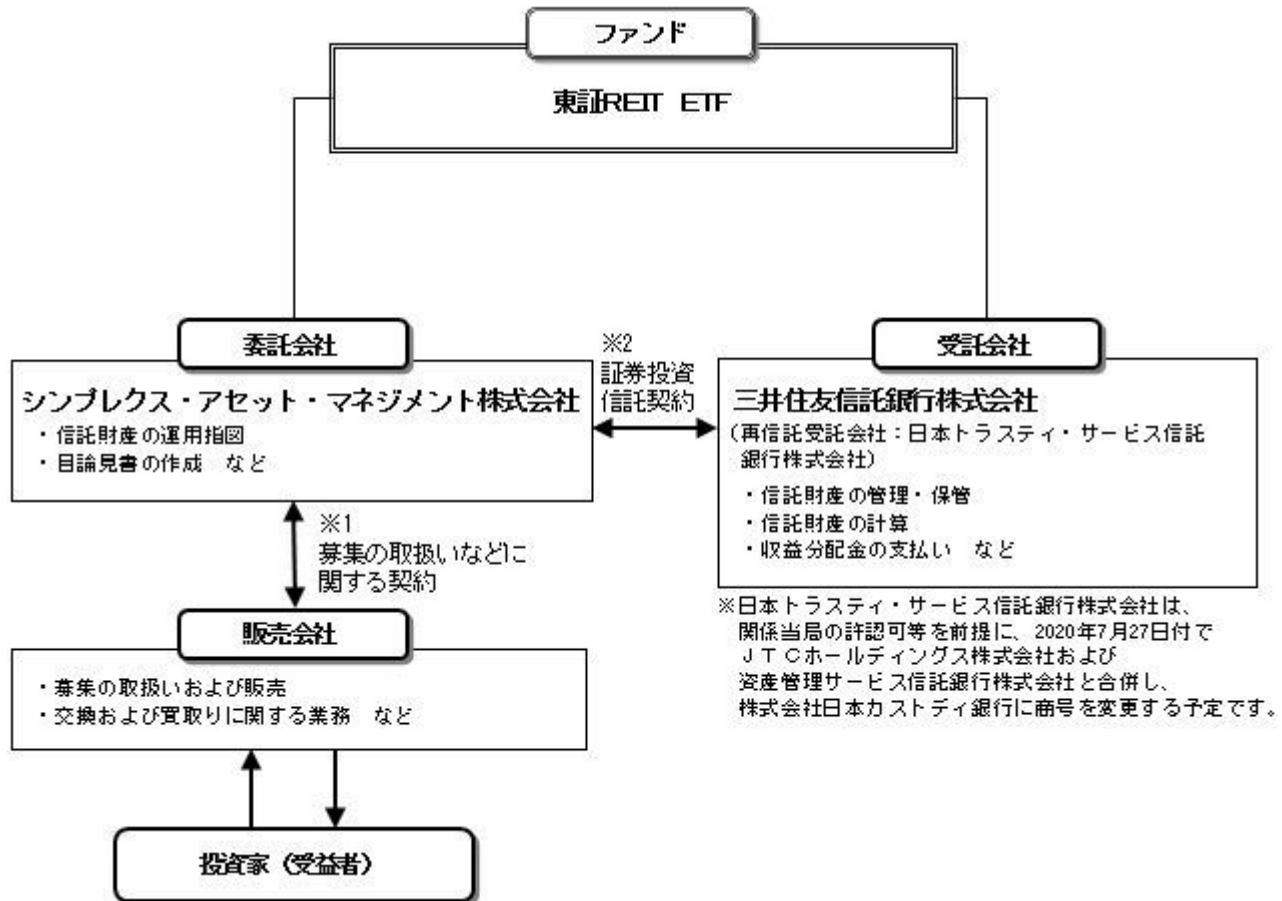 ファンド
東証REIT ETF
委託会社
シンプレクス・アセット・マネジメント株式会社
・信託財産の運用指図
・目論見書の作成 など
※2
証券投資
信託契約
受託会社
三井住友信託銀行株式会社
(再信託受託会社:日本トラスティ・サービス信託
銀行株式会社)
・信託財産の管理・保管
・信託財産の計算
・収益分配金の支払い など
※日本トラスティ・サービス信託銀行株式会社は、
関係当局の許認可等を前提に、2020年7月27日付で
JTCホールディングス株式会社および
資産管理サービス信託銀行株式会社と合併し、
株式会社日本カストディ銀行に商号を変更する予定です。
※1
募集の取扱いなどに
関する契約
販売会社
・募集の取扱いおよび販売
・交換および買取りに関する業務 など
投資家(受益者)